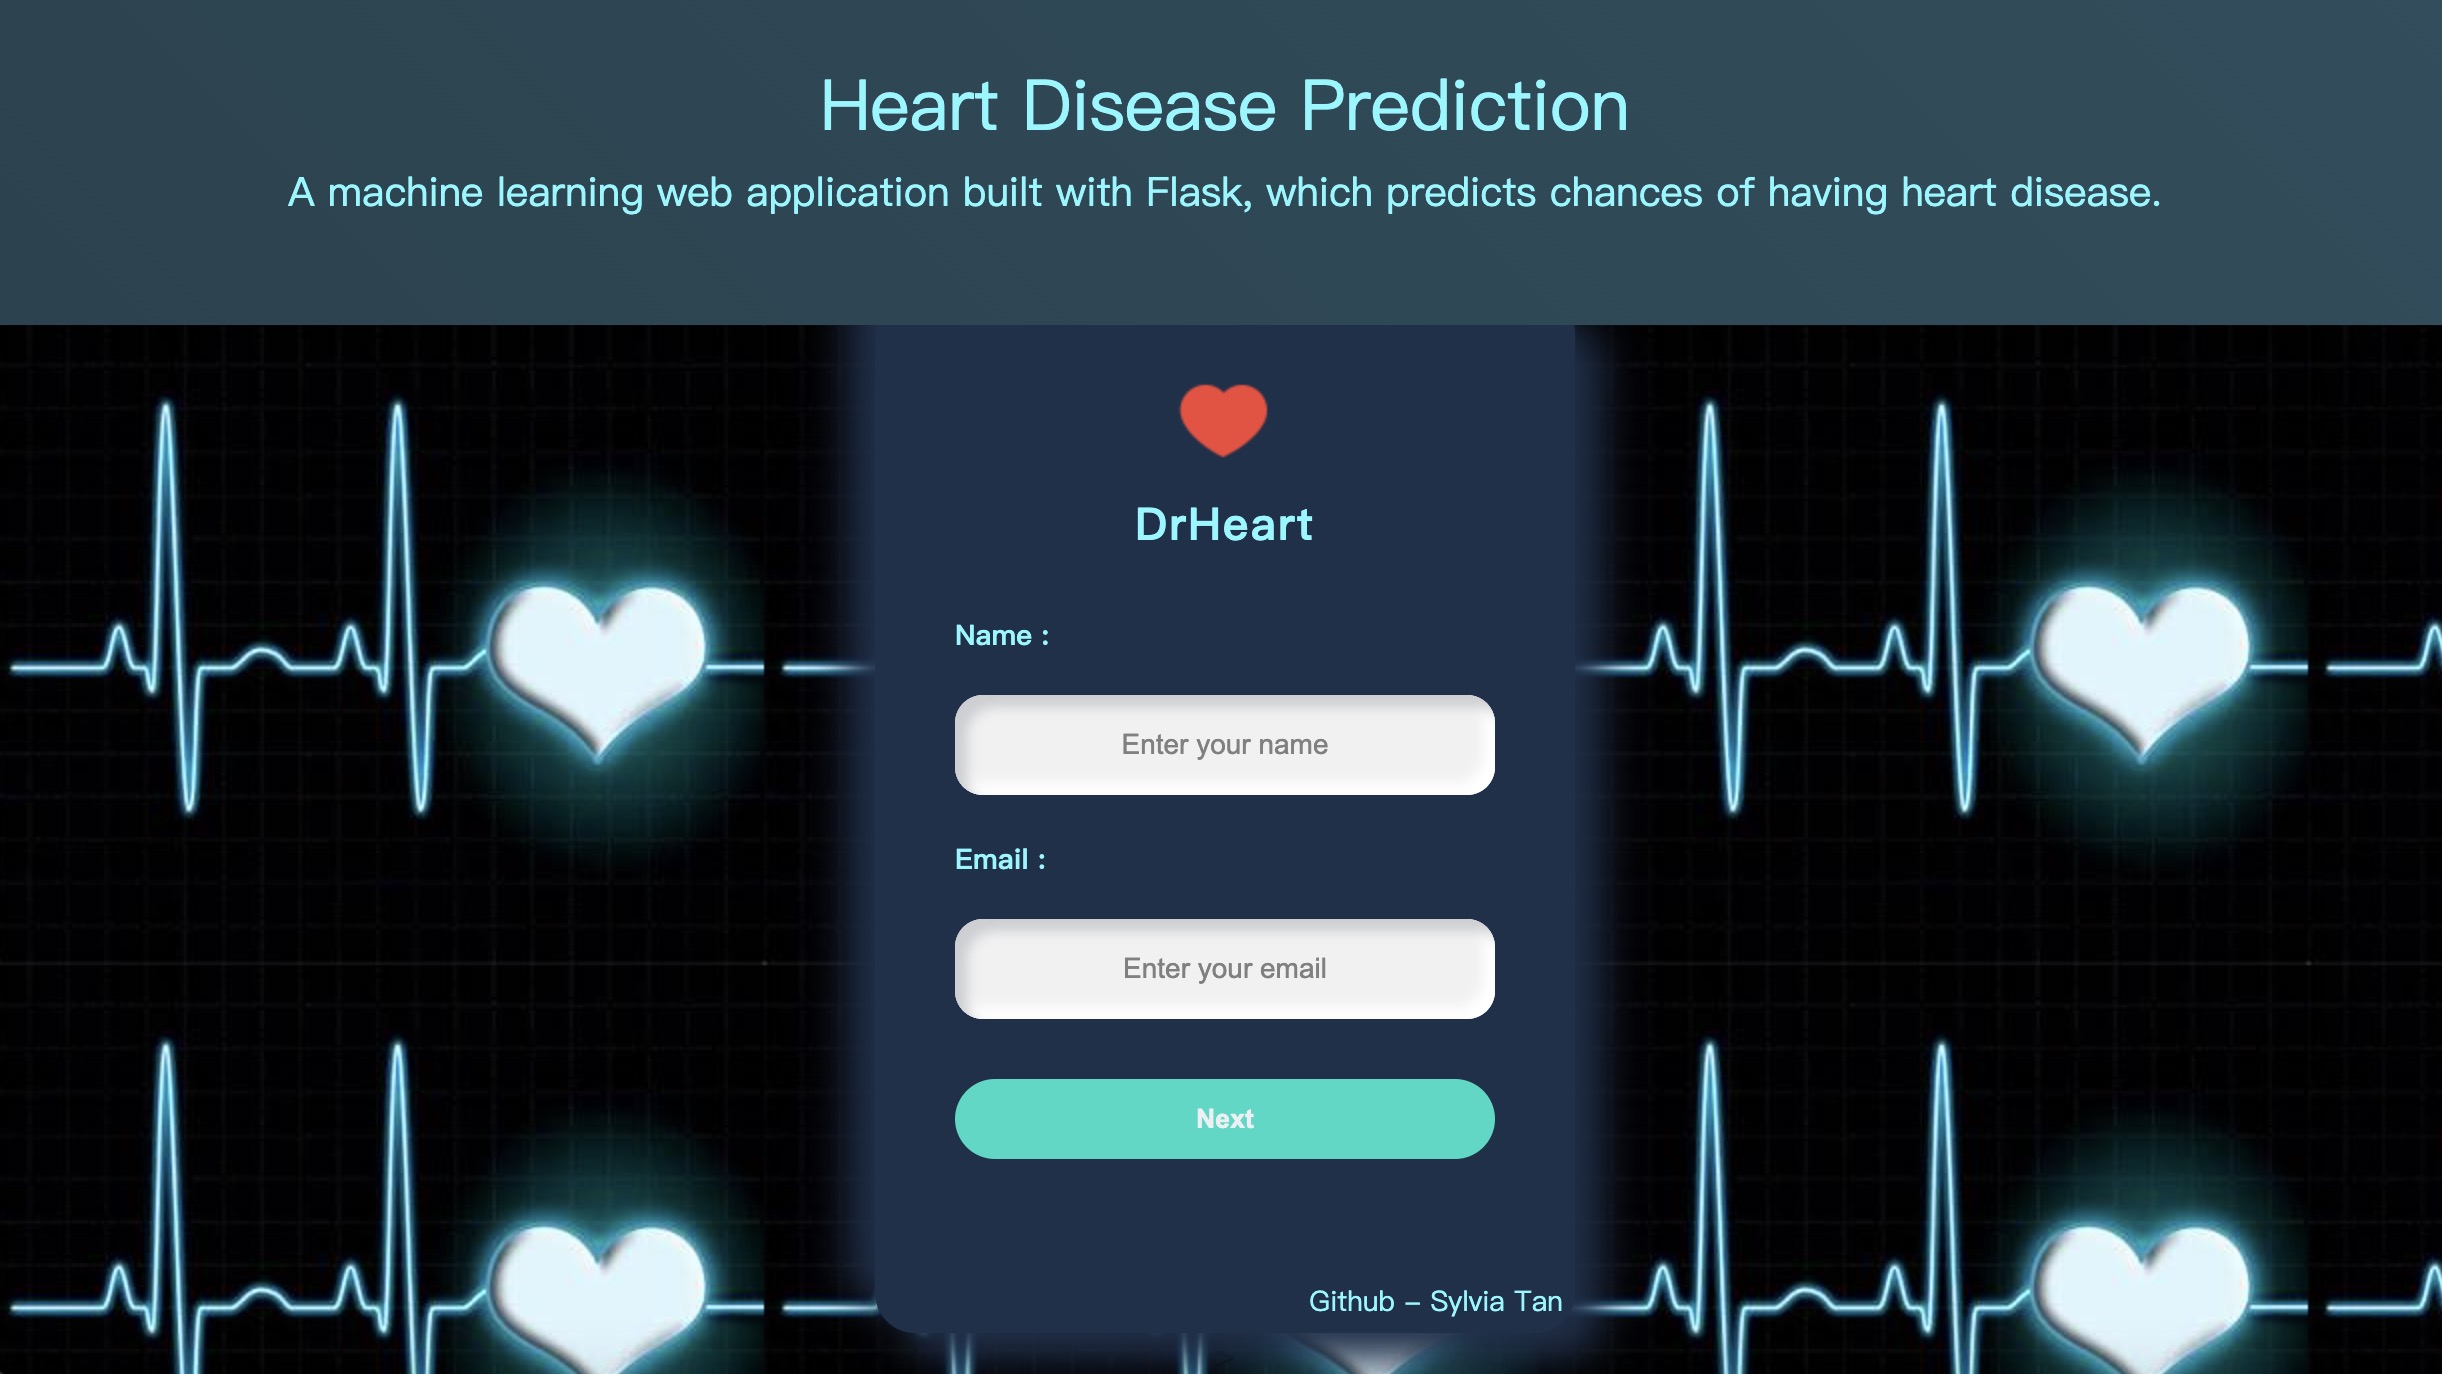 Heart Disease Prediction
A machine learning web application built with Flask, which predicts chances of having heart disease.
DrHeart
Name :
Enter your name
Email :
Enter your email
Next
Github – Sylvia Tan